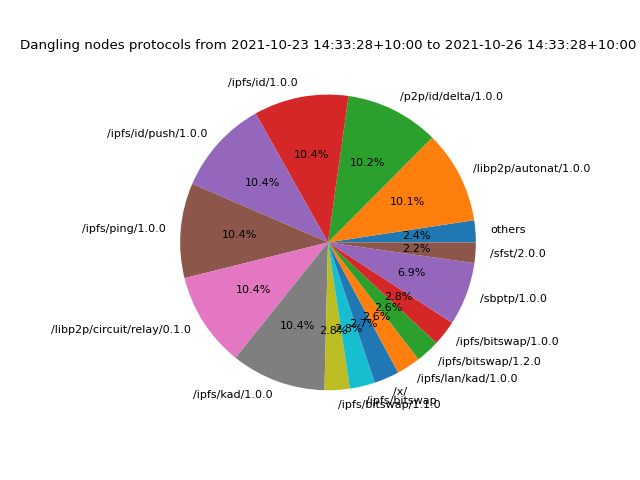 Dangling nodes protocols from 2021-10-23 14:33:28+10:00 to 2021-10-26 14:33:28+10:00
/ipfs/id/1.0.0
/p2p/id/delta/1.0.0
/ipfs/id/push/1.0.0
/libp2p/autonat/1.0.0
/ipfs/ping/1.0.0
others
/sfst/2.0.0
/sbptp/1.0.0
/libp2p/circuit/relay/0.1.0
/ipfs/bitswap/1.0.0
/ipfs/bitswap/1.2.0
/ipfs/lan/kad/1.0.0
/ipfs/kad/1.0.0
/x/
/ipfs/bitswap
/ipfs/bitswap/1.1.0
10.4%
10.2%
10.4%
10.1%
10.4%
2.4%
2.2%
6.9%
10.4%
2.8%
2.6%
2.6%
10.4%
2.7%
2.8%
2.8%